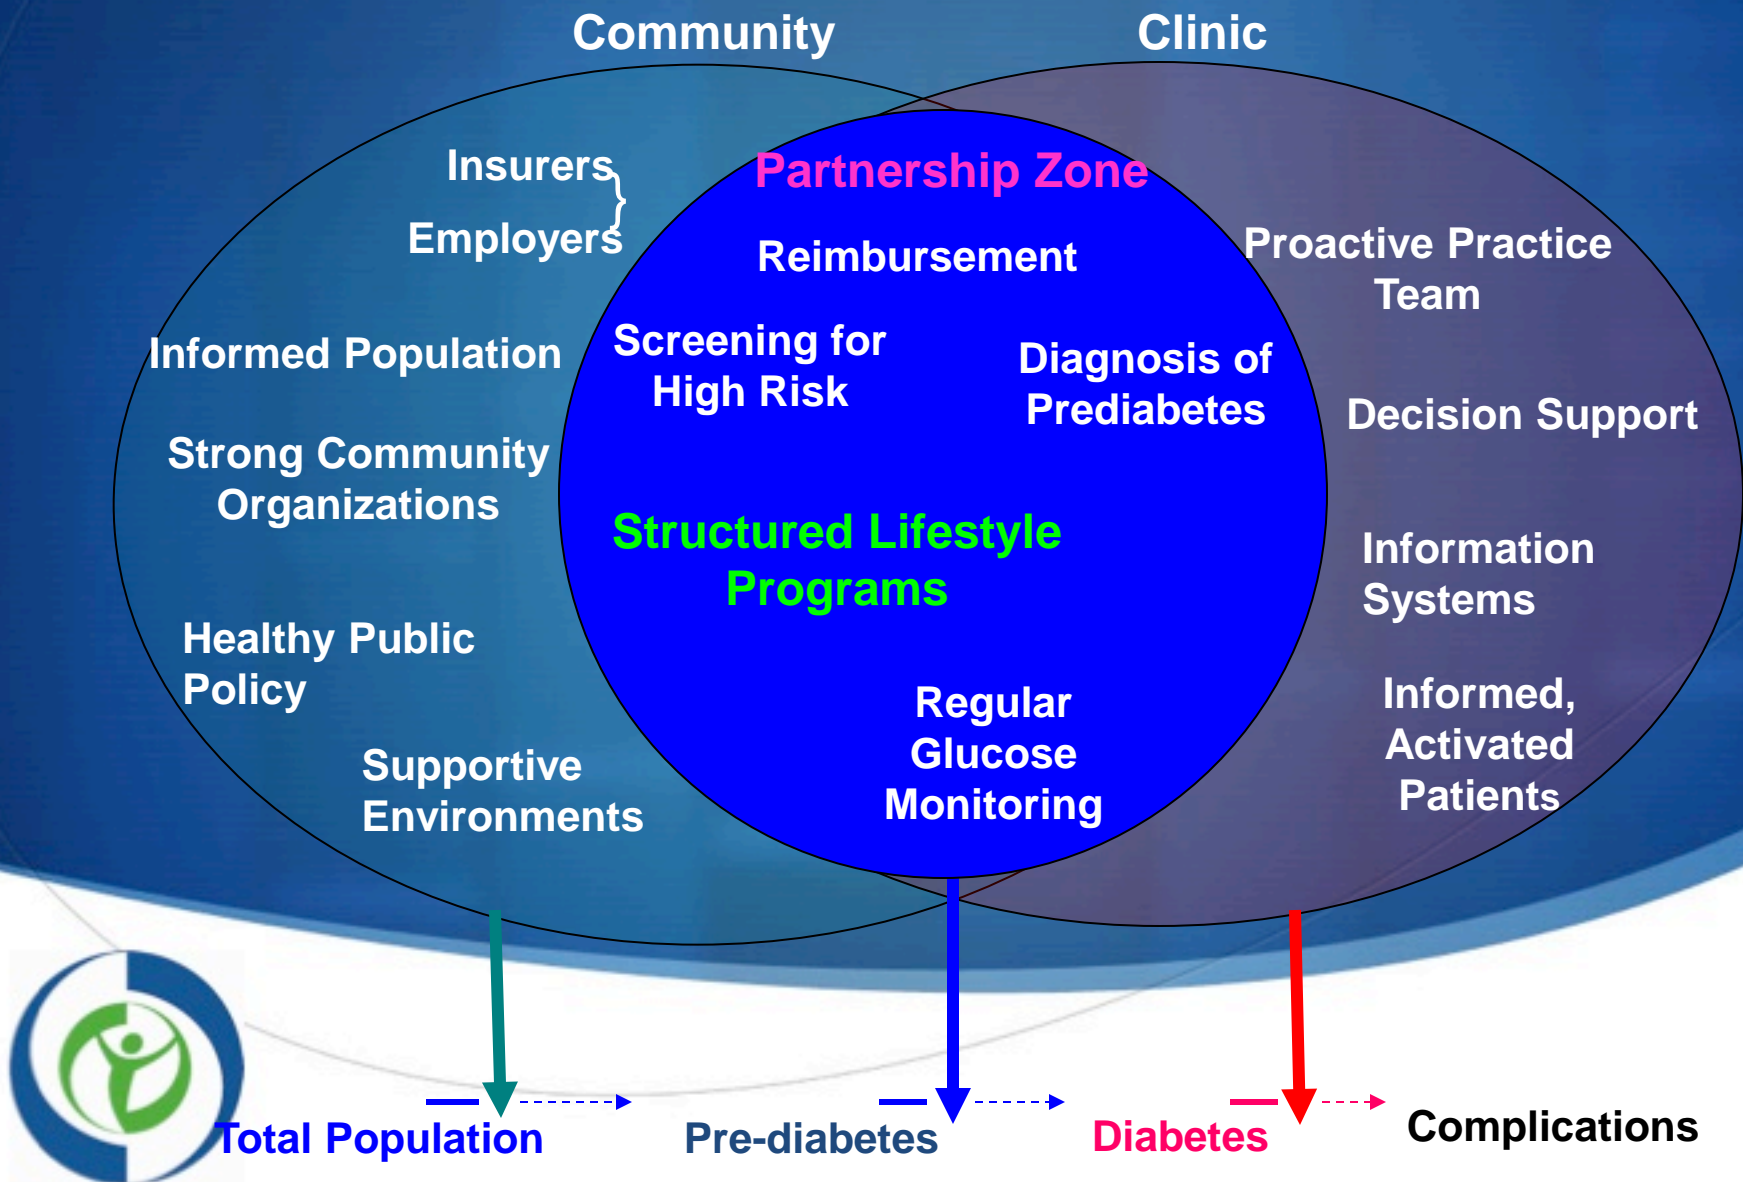 Community
Clinic
Insurers
Employers
}
Partnership Zone
Reimbursement
Proactive Practice
Team
Informed Population
Screening for
High Risk
Diagnosis of
Prediabetes
Decision Support
Strong Community
Organizations
Structured Lifestyle
Programs
Information
Systems
Healthy Public
Policy
Regular
Glucose
Monitoring
Informed,
Activated
Patients
Supportive
Environments
Total Population
Pre-diabetes
Diabetes
Complications